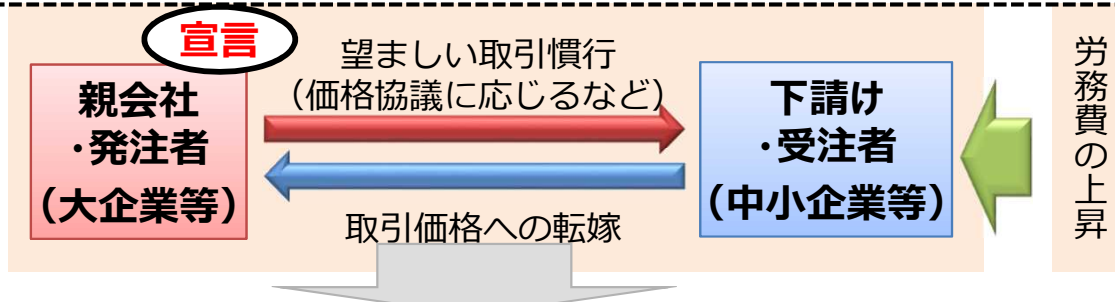 宣言
望ましい取引慣行
（価格協議に応じるなど）
親会社
・発注者
（大企業等）
下請け
・受注者
（中小企業等）
取引価格への転嫁
労務費の上昇